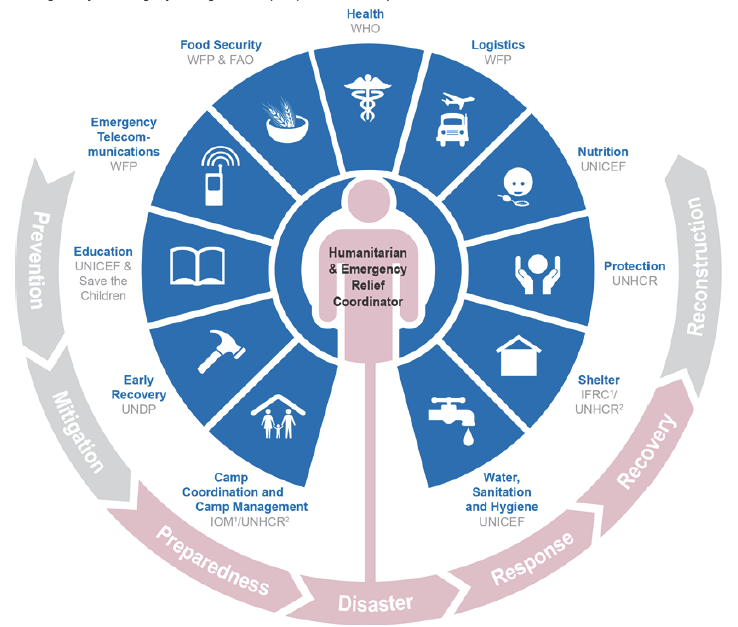 Health
WHO
Logistics
WFP
Nutrition
UNICEF
Protection
UNHCR
Shelter
IFRC¹/
UNHCR²
Water,
Sanitation
and Hygiene
UNICEF
Camp
Coordination and
Camp Management
IOM¹/UNHCR²
Early
Recovery
UNDP
Education
UNICEF &
Save the
Children
Emergency
Telecom-
munications
WFP
Food Security
WFP & FAO
Humanitarian
& Emergency
Relief
Coordinator
Prevention
Mitigation
Preparedness
Disaster
Response
Recovery
Reconstruction